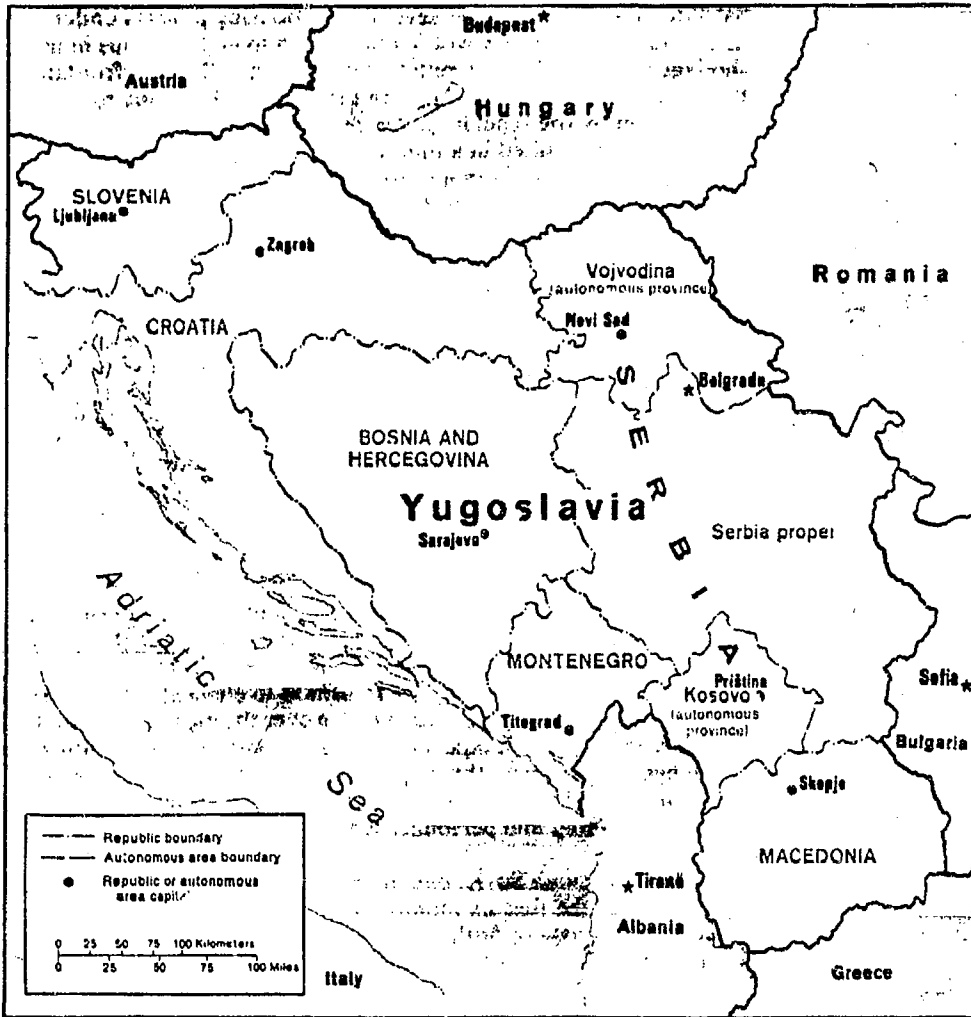 Budapest
Austria
Hungary
SLOVENIA
Ljubljana
Zagreb
Vojvodina
(autonomous province)
Romania
Novi Sad
CROATIA
Belgrade
SERBIA
BOSNIA AND
HERCEGOVINA
Yugoslavia
Sarajevo
Serbia proper
Adriatic
Sea
MONTENEGRO
Priština
Kosovo
(autonomous
province)
Sofia
Titograd
Bulgaria
Skopje
MACEDONIA
Tiranë
Albania
Greece
Italy
Republic boundary
Autonomous area boundary
Republic or autonomous
area capital
0 25 50 75 100 Kilometers
0 25 50 75 100 Miles